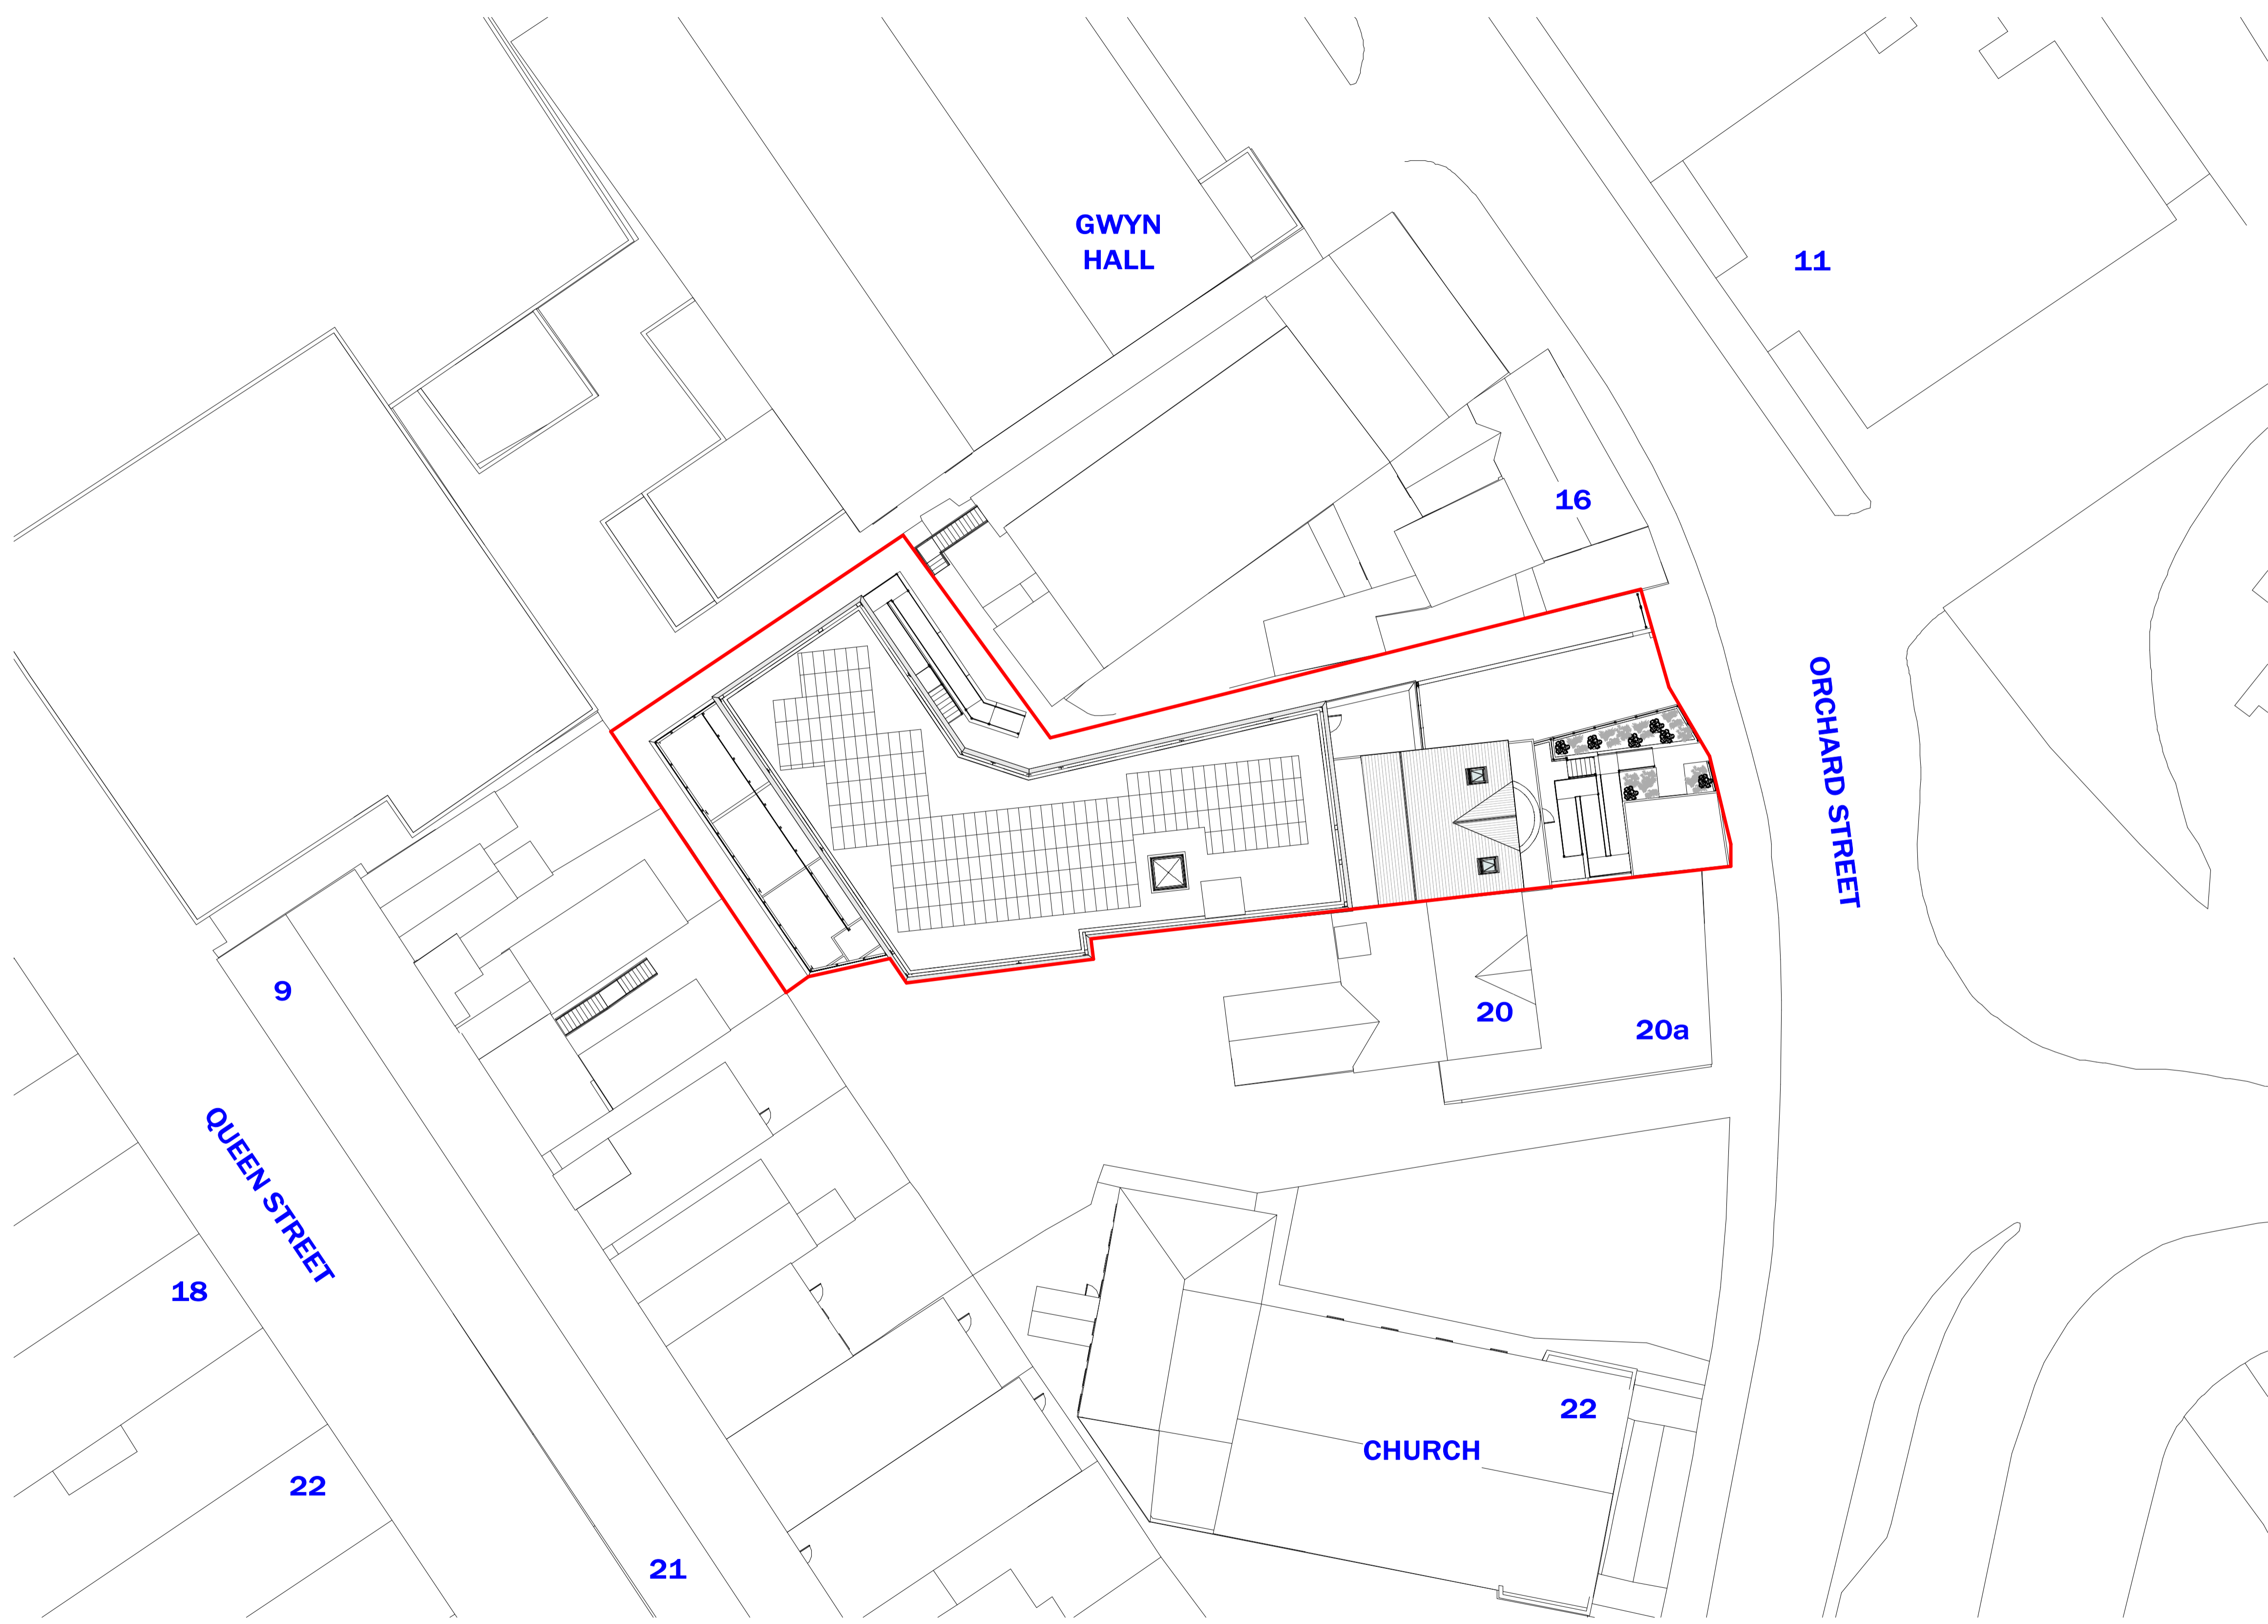 GWYN
HALL
11
16
ORCHARD STREET
9
20
20a
QUEEN STREET
18
22
CHURCH
22
21